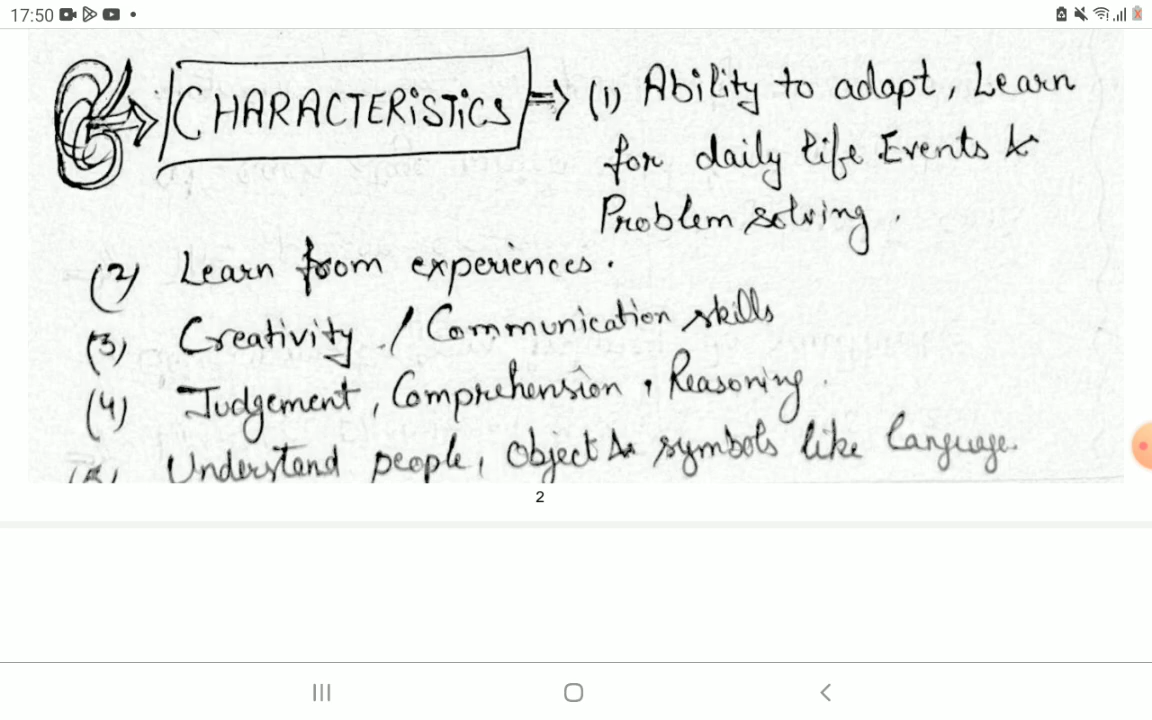 17:50
CHARACTERiSTiCS => (1) Ability to adapt, Learn
for daily life Events &
Problem solving.
(2) Learn from experiences.
(3) Creativity / Communication skills
(4) Judgement, Comprehension, Reasoning.
Understand people, Object & symbols like language.
2